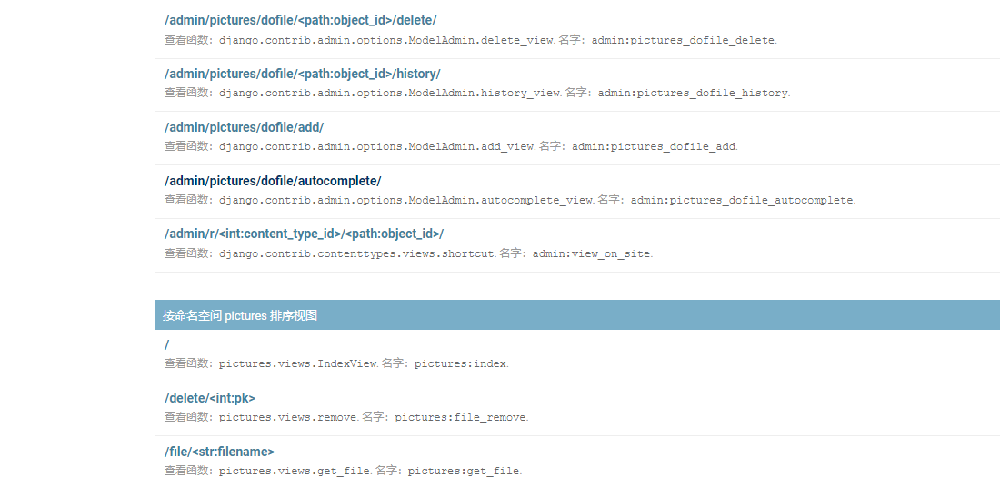 /admin/pictures/dofile/<path:object_id>/delete/
查看函数：django.contrib.admin.options.ModelAdmin.delete_view. 名字：admin:pictures_dofile_delete.
/admin/pictures/dofile/<path:object_id>/history/
查看函数：django.contrib.admin.options.ModelAdmin.history_view. 名字：admin:pictures_dofile_history.
/admin/pictures/dofile/add/
查看函数：django.contrib.admin.options.ModelAdmin.add_view. 名字：admin:pictures_dofile_add.
/admin/pictures/dofile/autocomplete/
查看函数：django.contrib.admin.options.ModelAdmin.autocomplete_view. 名字：admin:pictures_dofile_autocomplete.
/admin/r/<int:content_type_id>/<path:object_id>/
查看函数：django.contrib.contenttypes.views.shortcut. 名字：admin:view_on_site.
按命名空间 pictures 排序视图
/
查看函数：pictures.views.IndexView. 名字：pictures:index.
/delete/<int:pk>
查看函数：pictures.views.remove. 名字：pictures:file_remove.
/file/<str:filename>
查看函数：pictures.views.get_file. 名字：pictures:get_file.